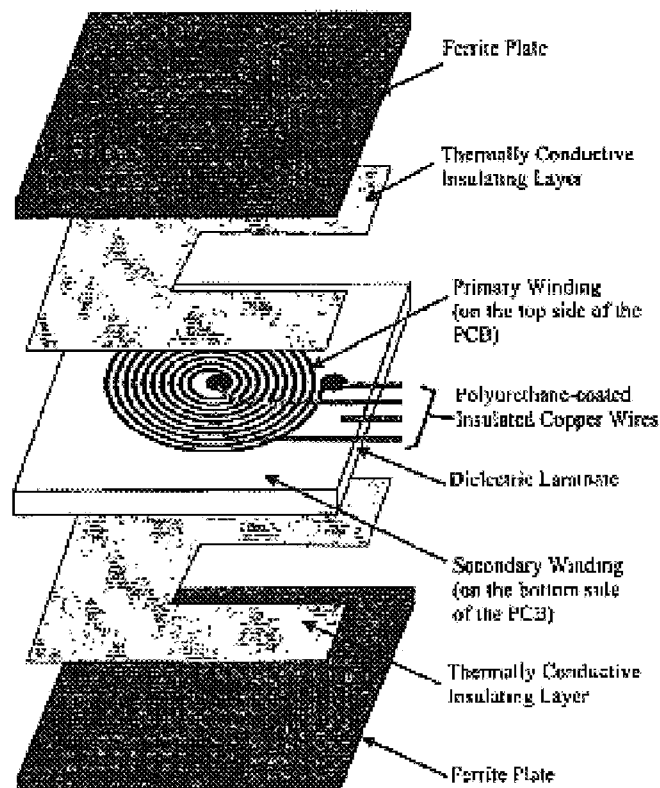 Ferrite Plate
Thermally Conductive
Insulating Layer
Primary Winding
(on the top side of the
PCB)
Polyurethane-coated
Insulated Copper Wires
Dielectric Laminate
Secondary Winding
(on the bottom side
of the PCB)
Thermally Conductive
Insulating Layer
Ferrite Plate